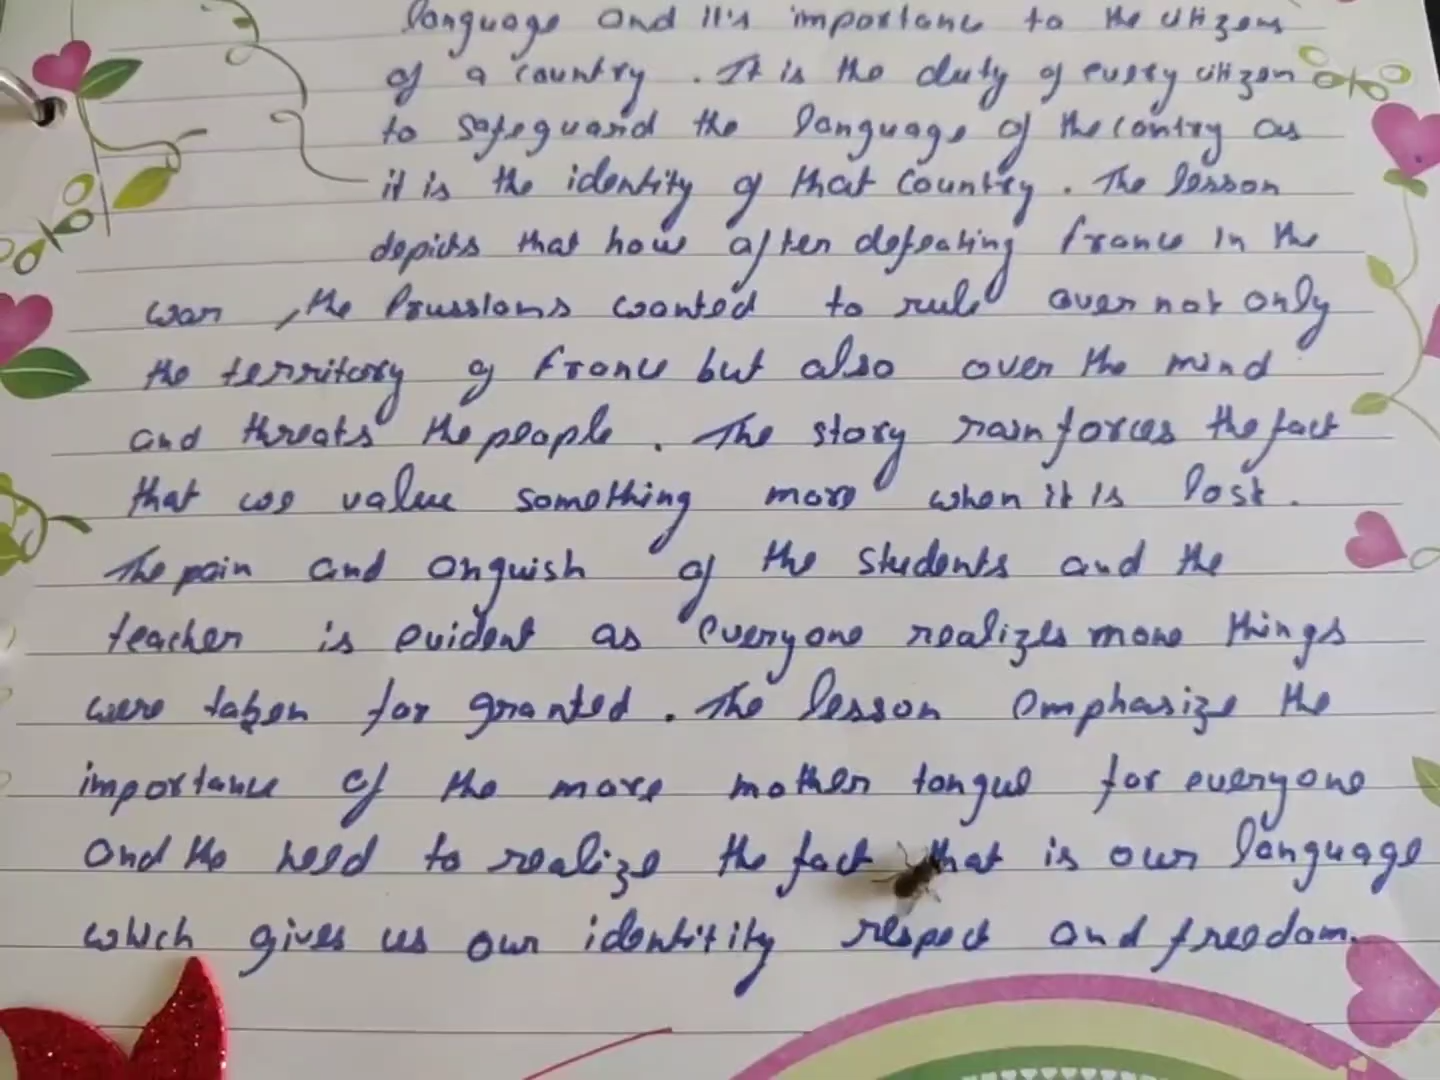 language and it's importance to the citizens
of a country . It is the duty of every citizen
to safeguard the language of the contry as
it is the identity of that Country . The lesson
depicts that how after defeating france in the
war , the Prussians wanted to rule over not only
the territory of france but also over the mind
and threats the people . The story rainforces the fact
that we value something more when it is lost .
The pain and anguish of the students and the
teacher is evident as everyone realizes more things
were taken for granted . The lesson emphasize the
importance of the more mother tongue for everyone
and the need to realize the fact that is our language
which gives us our identitity respect and freedom.